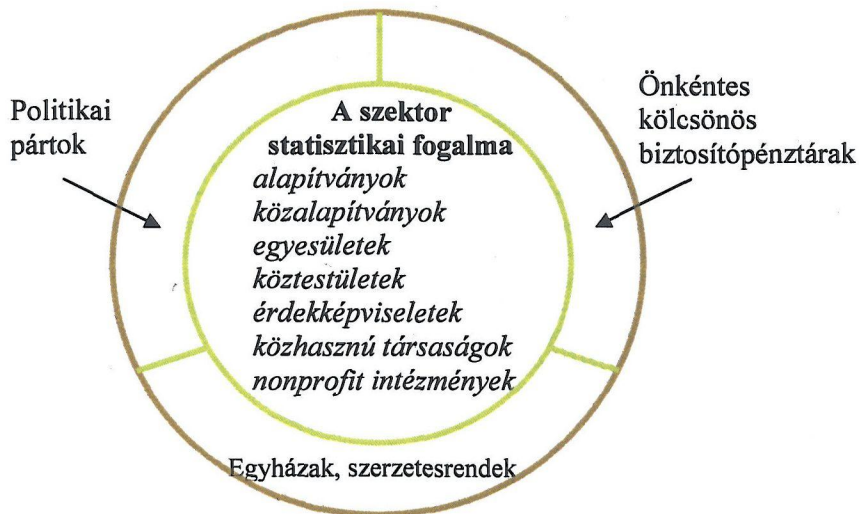 Politikai
pártok
Önkéntes
kölcsönös
biztosítópénztárak
A szektor
statisztikai fogalma
alapítványok
közalapítványok
egyesületek
köztestületek
érdekképviseletek
közhasznú társaságok
nonprofit intézmények
Egyházak, szerzetesrendek